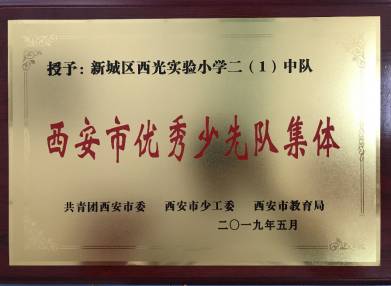 授予：新城区西光实验小学二（1）中队
西安市优秀少先队集体
共青团西安市委 西安市少工委 西安市教育局
二〇一九年五月